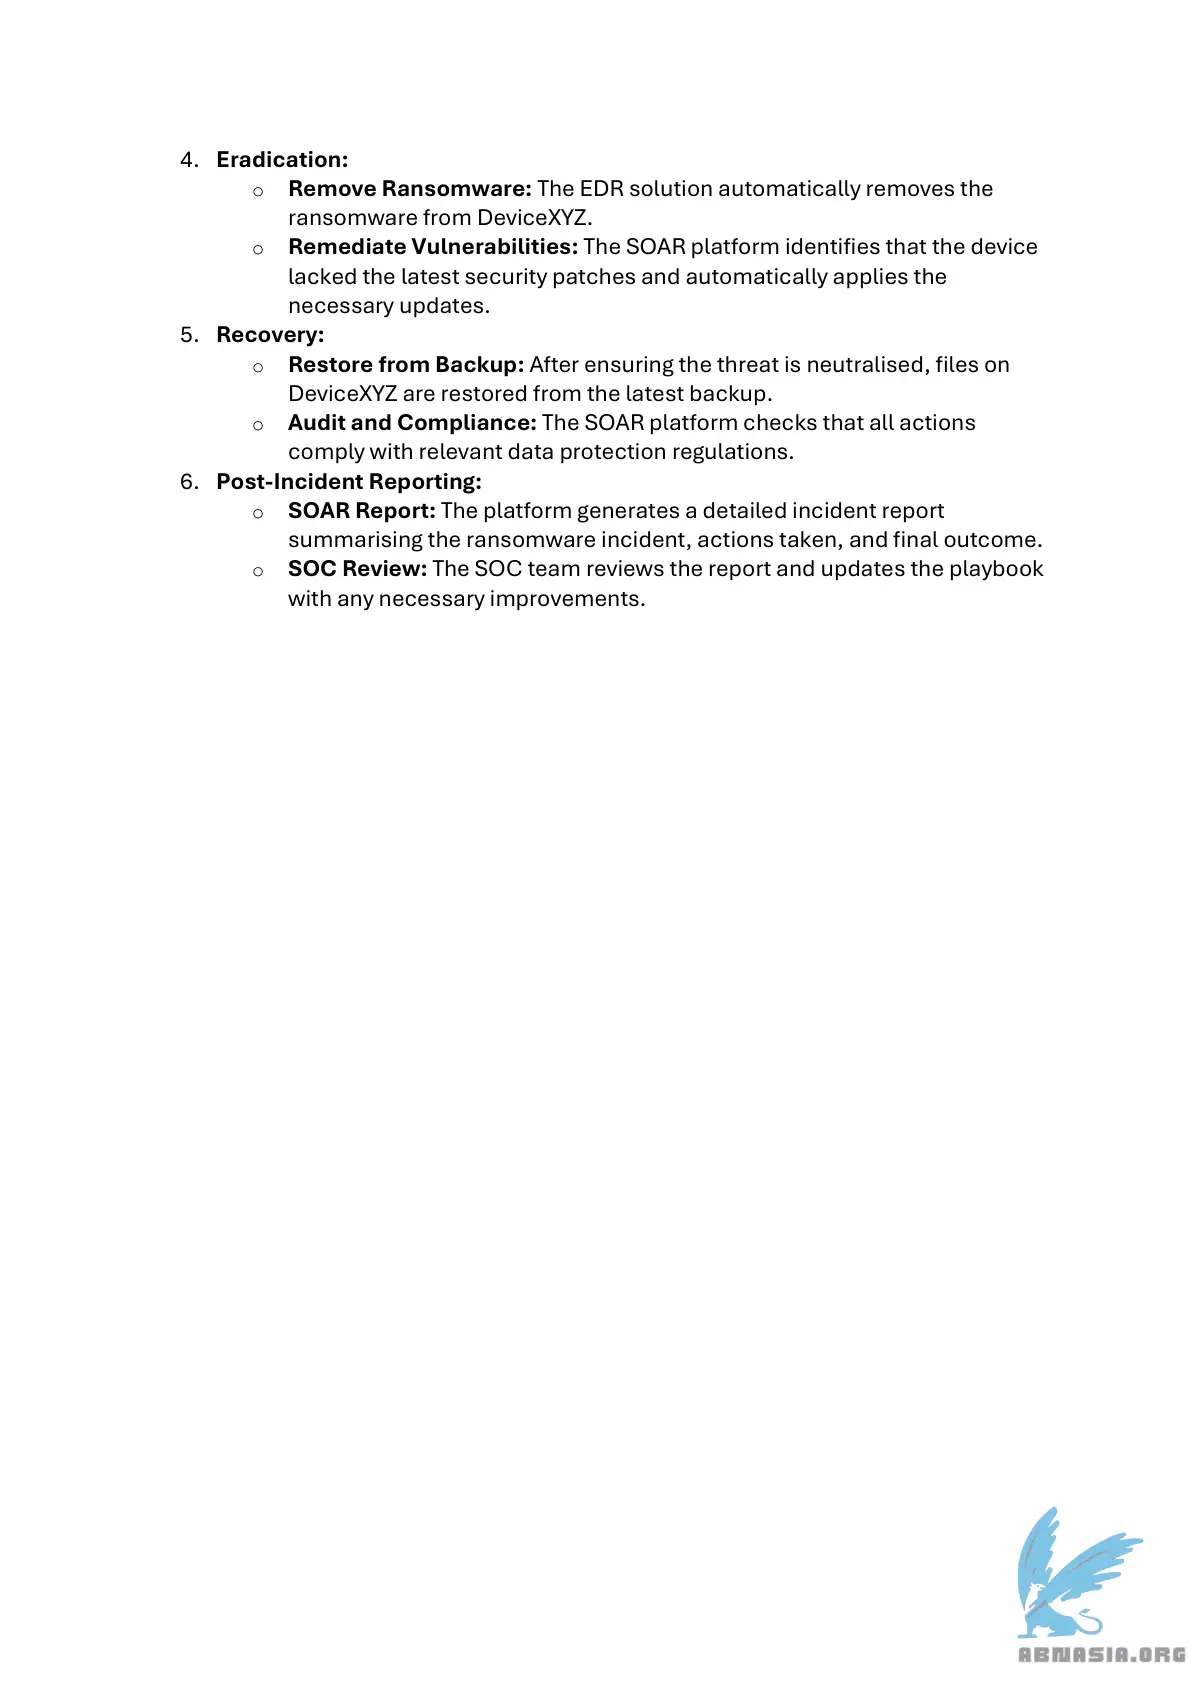 4. Eradication:
o Remove Ransomware: The EDR solution automatically removes the
ransomware from DeviceXYZ.
o Remediate Vulnerabilities: The SOAR platform identifies that the device
lacked the latest security patches and automatically applies the
necessary updates.
5. Recovery:
o Restore from Backup: After ensuring the threat is neutralised, files on
DeviceXYZ are restored from the latest backup.
o Audit and Compliance: The SOAR platform checks that all actions
comply with relevant data protection regulations.
6. Post-Incident Reporting:
o SOAR Report: The platform generates a detailed incident report
summarising the ransomware incident, actions taken, and final outcome.
o SOC Review: The SOC team reviews the report and updates the playbook
with any necessary improvements.
ABNASIA.ORG